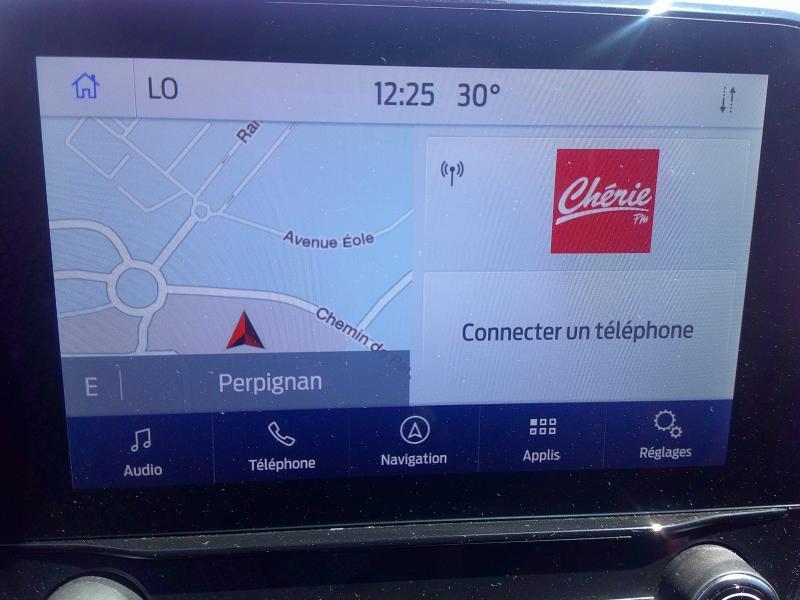 LO 12:25 30°
Avenue Éole
Chemin de
Chérie
FM
Connecter un téléphone
E Perpignan
Audio Téléphone Navigation Applis Réglages